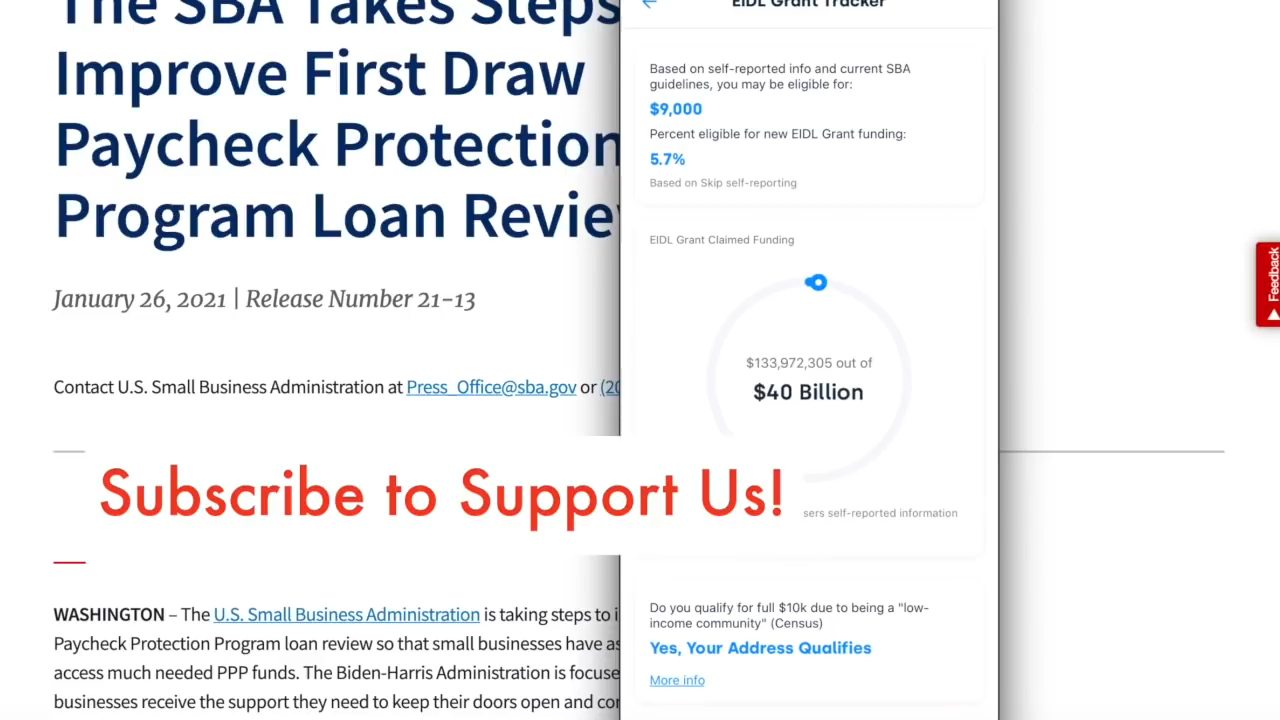 The SBA Takes Steps
Improve First Draw
Paycheck Protection
Program Loan Revie
January 26, 2021 | Release Number 21-13
Contact U.S. Small Business Administration at Press_Office@sba.gov or (20
WASHINGTON – The U.S. Small Business Administration is taking steps to i
Paycheck Protection Program loan review so that small businesses have as
access much needed PPP funds. The Biden-Harris Administration is focuse
businesses receive the support they need to keep their doors open and con
EIDL Grant Tracker
Based on self-reported info and current SBA
guidelines, you may be eligible for:
$9,000
Percent eligible for new EIDL Grant funding:
5.7%
Based on Skip self-reporting
EIDL Grant Claimed Funding
$133,972,305 out of
$40 Billion
sers self-reported information
Do you qualify for full $10k due to being a "low-
income community" (Census)
Yes, Your Address Qualifies
More info
Subscribe to Support Us!
Feedback